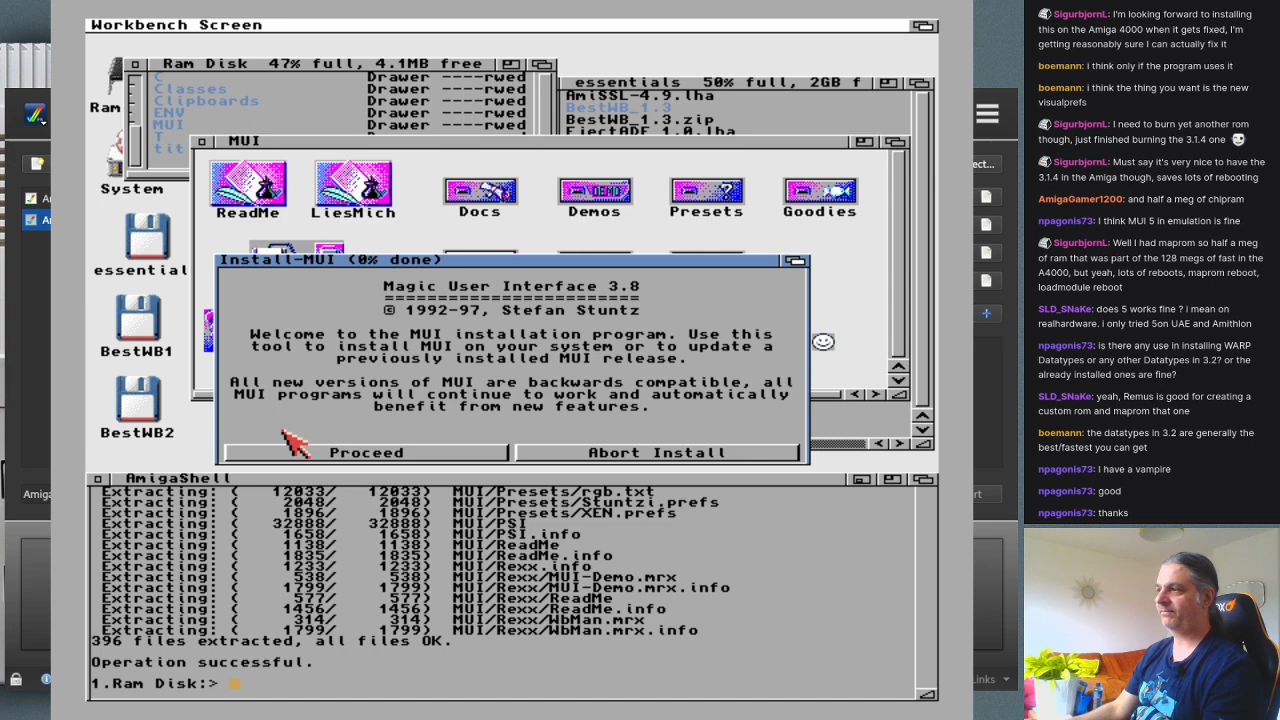 Workbench Screen
Ram Disk 47% full, 4.1MB free
C Drawer ----rwed
Classes Drawer ----rwed
Clipboards Drawer ----rwed
ENV Drawer ----rwed
MUI Drawer ----rwed
T
tit
essentials 50% full, 2GB f
AmiSSL-4.9.lha
BestWB_1.3
BestWB_1.3.zip
EjectADF_1.0.lha
Ram
System
essential
BestWB1
BestWB2
MUI
ReadMe
LiesMich
Docs
Demos
DEMO
Presets
Goodies
Install-MUI (0% done)
Magic User Interface 3.8
========================
© 1992-97, Stefan Stuntz
Welcome to the MUI installation program. Use this
tool to install MUI on your system or to update a
previously installed MUI release.
All new versions of MUI are backwards compatible, all
MUI programs will continue to work and automatically
benefit from new features.
Proceed
Abort Install
AmigaShell
Extracting: ( 12033/ 12033) MUI/Presets/rgb.txt
Extracting: ( 2048/ 2048) MUI/Presets/Stuntzi.prefs
Extracting: ( 1896/ 1896) MUI/Presets/XEN.prefs
Extracting: ( 32888/ 32888) MUI/PSI
Extracting: ( 1658/ 1658) MUI/PSI.info
Extracting: ( 1138/ 1138) MUI/ReadMe
Extracting: ( 1835/ 1835) MUI/ReadMe.info
Extracting: ( 1233/ 1233) MUI/Rexx.info
Extracting: ( 538/ 538) MUI/Rexx/MUI-Demo.mrx
Extracting: ( 1799/ 1799) MUI/Rexx/MUI-Demo.mrx.info
Extracting: ( 577/ 577) MUI/Rexx/ReadMe
Extracting: ( 1456/ 1456) MUI/Rexx/ReadMe.info
Extracting: ( 314/ 314) MUI/Rexx/WbMan.mrx
Extracting: ( 1799/ 1799) MUI/Rexx/WbMan.mrx.info
396 files extracted, all files OK.
Operation successful.
1.Ram Disk:>
Amiga
ect...
rt
Links
SigurbjornL: I'm looking forward to installing
this on the Amiga 4000 when it gets fixed, I'm
getting reasonably sure I can actually fix it
boemann: i think only if the program uses it
boemann: i think the thing you want is the new
visualprefs
SigurbjornL: I need to burn yet another rom
though, just finished burning the 3.1.4 one
SigurbjornL: Must say it's very nice to have the
3.1.4 in the Amiga though, saves lots of rebooting
AmigaGamer1200: and half a meg of chipram
npagonis73: I think MUI 5 in emulation is fine
SigurbjornL: Well I had maprom so half a meg
of ram that was part of the 128 megs of fast in the
A4000, but yeah, lots of reboots, maprom reboot,
loadmodule reboot
SLD_SNaKe: does 5 works fine ? i mean on
realhardware. i only tried 5on UAE and Amithlon
npagonis73: is there any use in installing WARP
Datatypes or any other Datatypes in 3.2? or the
already installed ones are fine?
SLD_SNaKe: yeah, Remus is good for creating a
custom rom and maprom that one
boemann: the datatypes in 3.2 are generally the
best/fastest you can get
npagonis73: I have a vampire
npagonis73: good
npagonis73: thanks